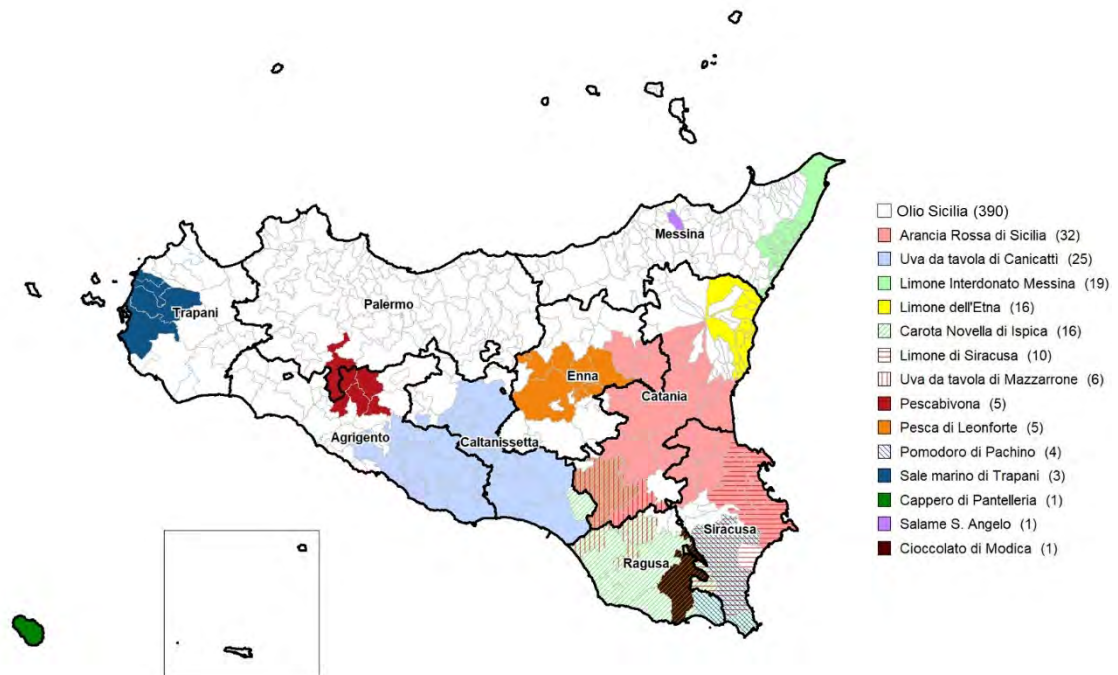 Messina
Palermo
Trapani
Enna
Catania
Agrigento
Caltanissetta
Siracusa
Ragusa
Olio Sicilia (390)
Arancia Rossa di Sicilia (32)
Uva da tavola di Canicattì (25)
Limone Interdonato Messina (19)
Limone dell'Etna (16)
Carota Novella di Ispica (16)
Limone di Siracusa (10)
Uva da tavola di Mazzarrone (6)
Pescabivona (5)
Pesca di Leonforte (5)
Pomodoro di Pachino (4)
Sale marino di Trapani (3)
Cappero di Pantelleria (1)
Salame S. Angelo (1)
Cioccolato di Modica (1)